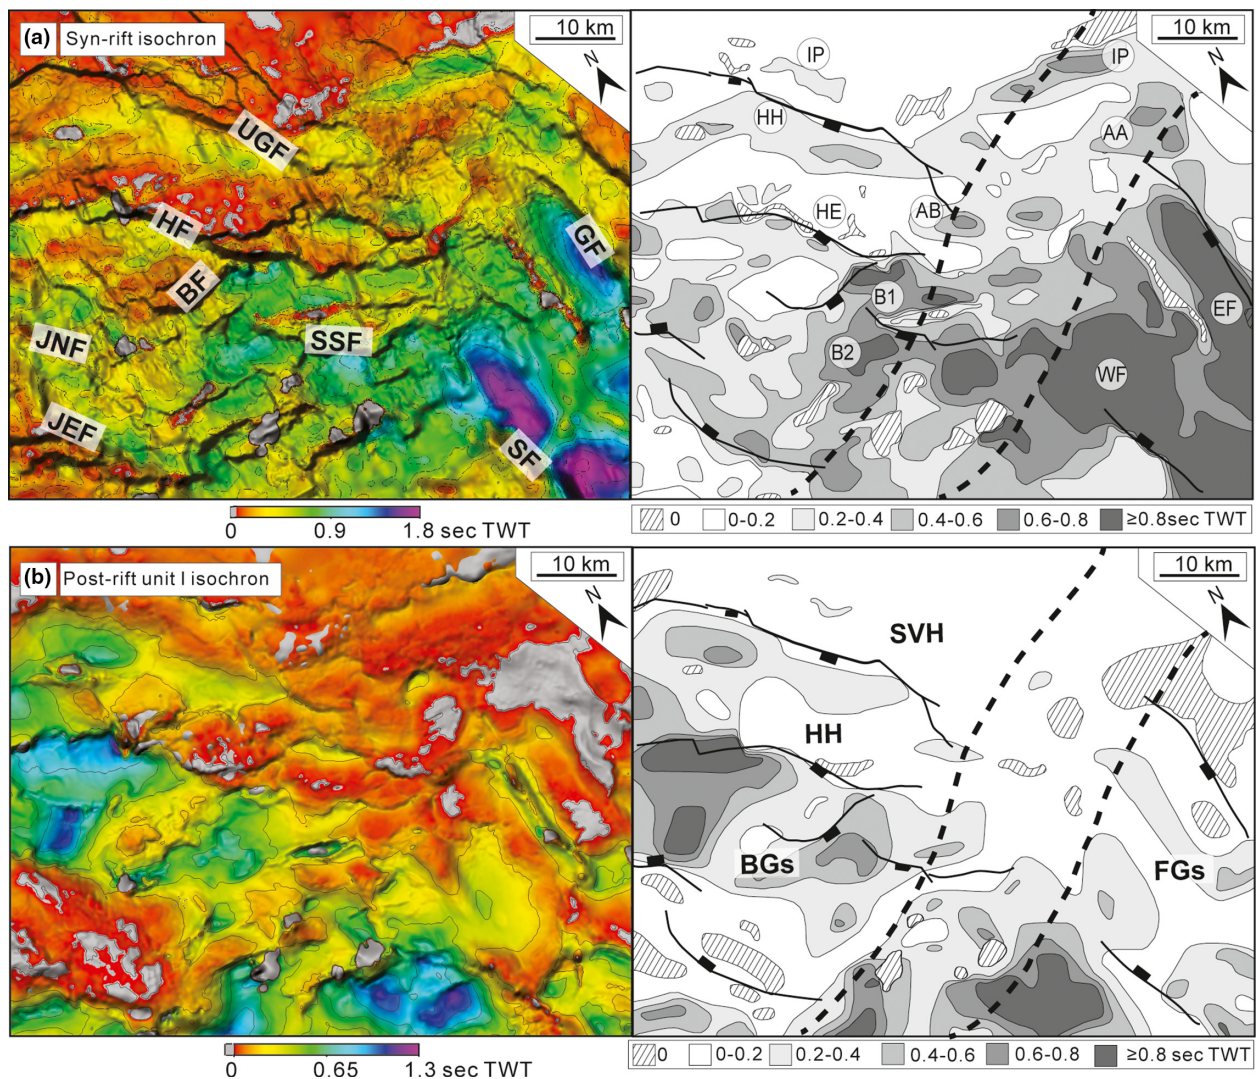 (a) Syn-rift isochron
10 km
N
UGF
HF
BF
GF
JNF
SSF
JEF
SF
0 0.9 1.8 sec TWT
10 km
N
IP
IP
HH
AA
HE
AB
B1
EF
B2
WF
0 0-0.2 0.2-0.4 0.4-0.6 0.6-0.8 ≥0.8sec TWT
(b) Post-rift unit I isochron
10 km
N
0 0.65 1.3 sec TWT
10 km
N
SVH
HH
BGs
FGs
0 0-0.2 0.2-0.4 0.4-0.6 0.6-0.8 ≥0.8 sec TWT